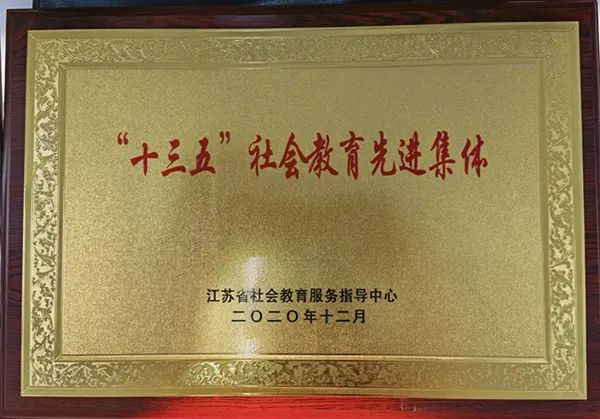 “十三五”社会教育先进集体
江苏省社会教育服务指导中心
二〇二〇年十二月